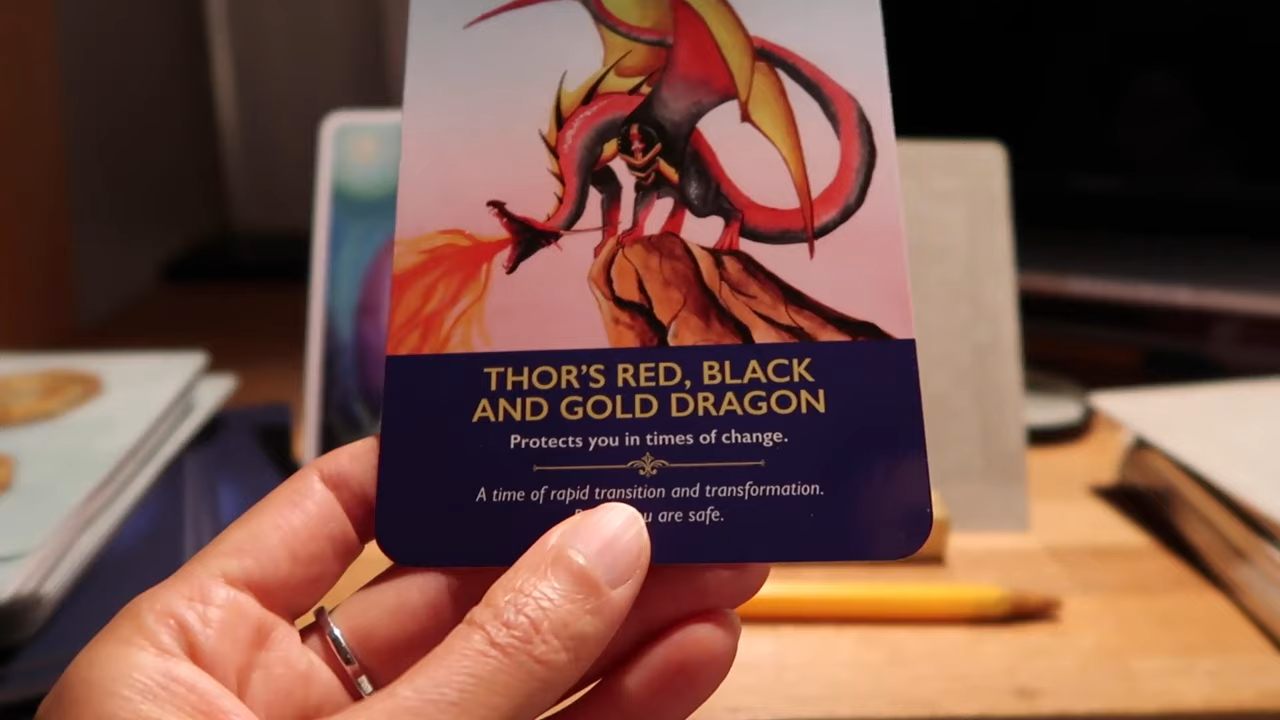 THOR'S RED, BLACK
AND GOLD DRAGON
Protects you in times of change.
A time of rapid transition and transformation.
are safe.